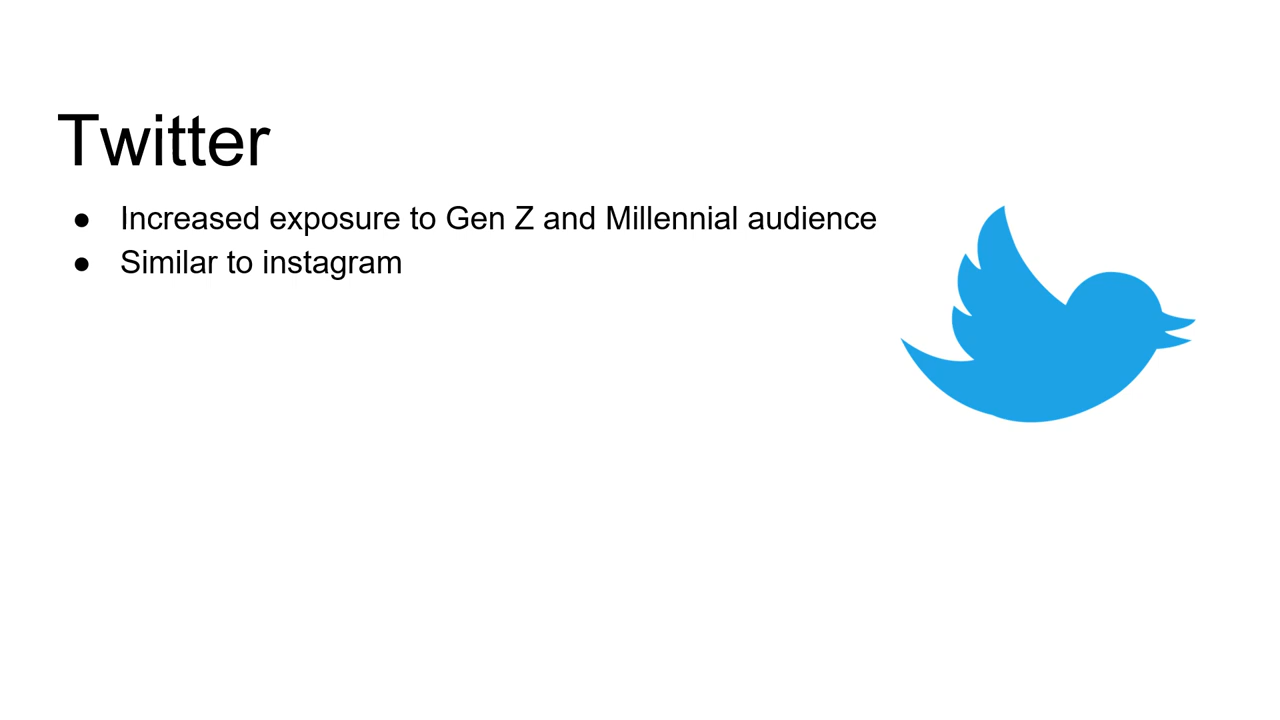 Twitter
● Increased exposure to Gen Z and Millennial audience
● Similar to instagram